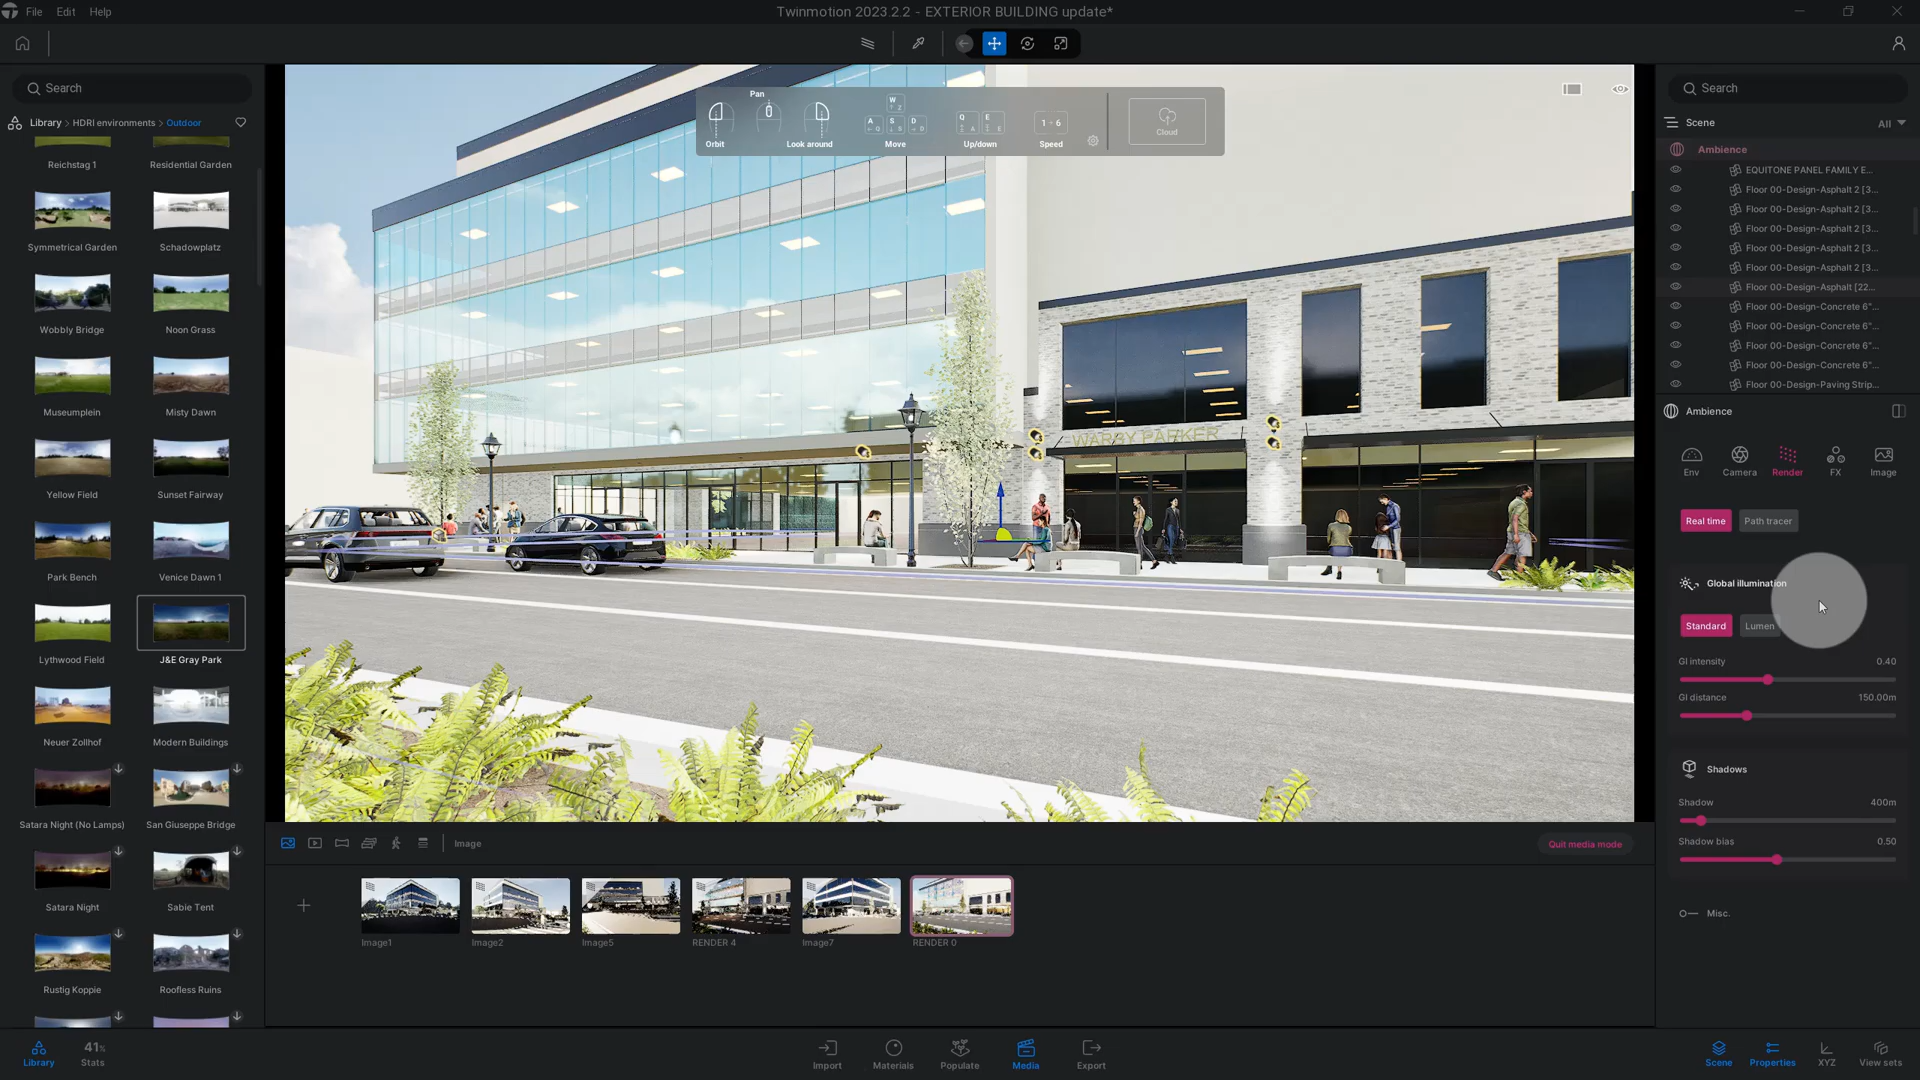 File Edit Help
Twinmotion 2023.2.2 - EXTERIOR BUILDING update*
Search
Library > HDRI environments > Outdoor
Reichstag 1
Residential Garden
Symmetrical Garden
Schadowplatz
Wobbly Bridge
Noon Grass
Museumplein
Misty Dawn
Yellow Field
Sunset Fairway
Park Bench
Venice Dawn 1
Lythwood Field
J&E Gray Park
Neuer Zollhof
Modern Buildings
Satara Night (No Lamps)
San Giuseppe Bridge
Satara Night
Sabie Tent
Rustig Koppie
Roofless Ruins
Pan
Orbit
Look around
W
A S D
Move
Q E
Up/down
1 - 6
Speed
Cloud
WARBY PARKER
Image
Quit media mode
Image1
Image2
Image5
RENDER 4
Image7
RENDER 0
Search
Scene
All
Ambience
EQUITONE PANEL FAMILY E...
Floor 00-Design-Asphalt 2 [3...
Floor 00-Design-Asphalt 2 [3...
Floor 00-Design-Asphalt 2 [3...
Floor 00-Design-Asphalt 2 [3...
Floor 00-Design-Asphalt 2 [3...
Floor 00-Design-Asphalt [22...
Floor 00-Design-Concrete 6"...
Floor 00-Design-Concrete 6"...
Floor 00-Design-Concrete 6"...
Floor 00-Design-Concrete 6"...
Floor 00-Design-Paving Strip...
Ambience
Env Camera Render FX Image
Real time Path tracer
Global illumination
Standard Lumen
GI intensity 0.40
GI distance 150.00m
Shadows
Shadow 400m
Shadow bias 0.50
Misc.
Library
41%
Stats
Import
Materials
Populate
Media
Export
Scene
Properties
XYZ
View sets